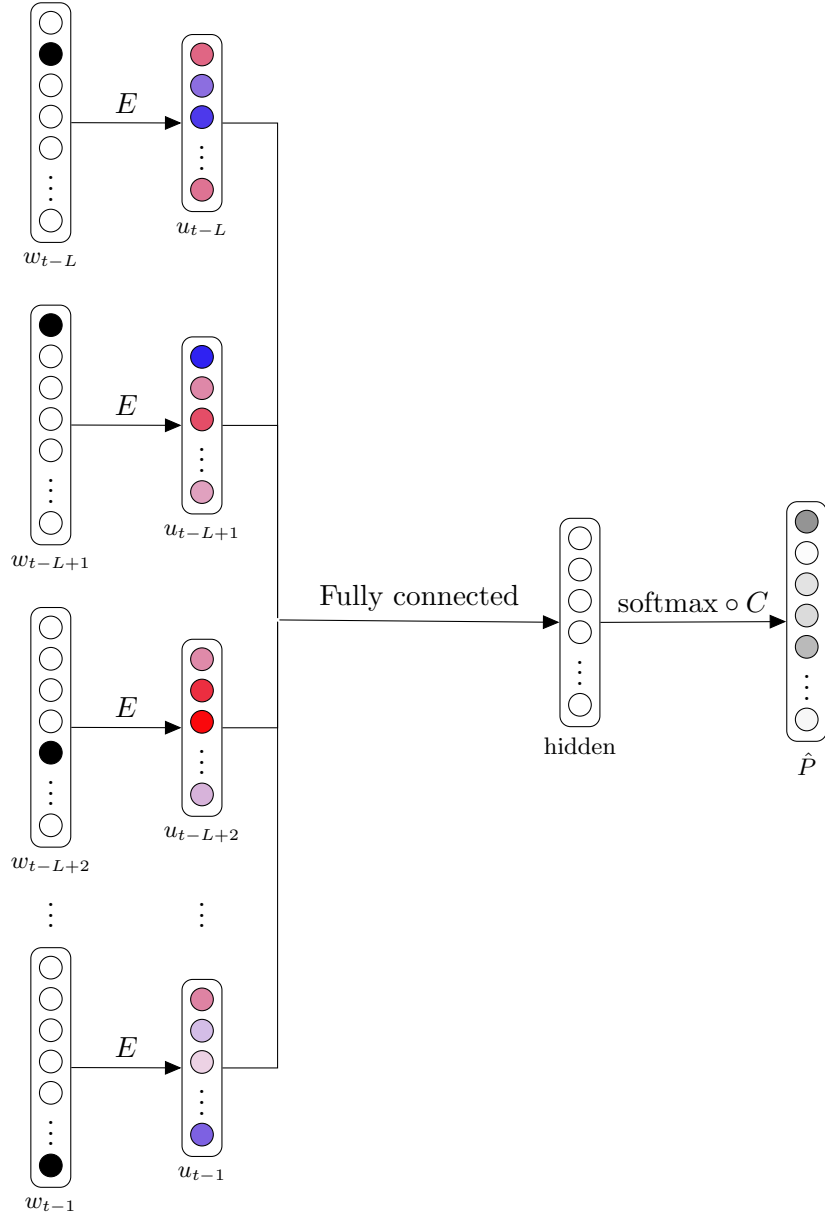 E
w_{t−L}
u_{t−L}
E
w_{t−L+1}
u_{t−L+1}
Fully connected
softmax ∘ C
hidden
P̂
E
w_{t−L+2}
u_{t−L+2}
⋮ ⋮
E
w_{t−1}
u_{t−1}